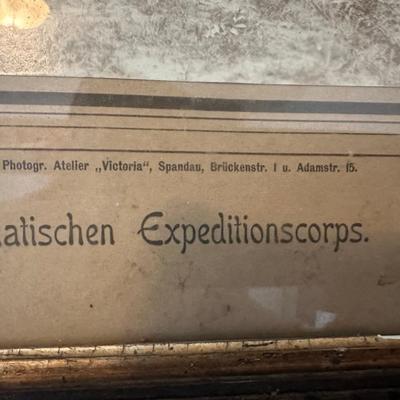 Photogr. Atelier „Victoria“, Spandau, Brückenstr. 1 u. Adamstr. 15.
atischen Expeditionscorps.